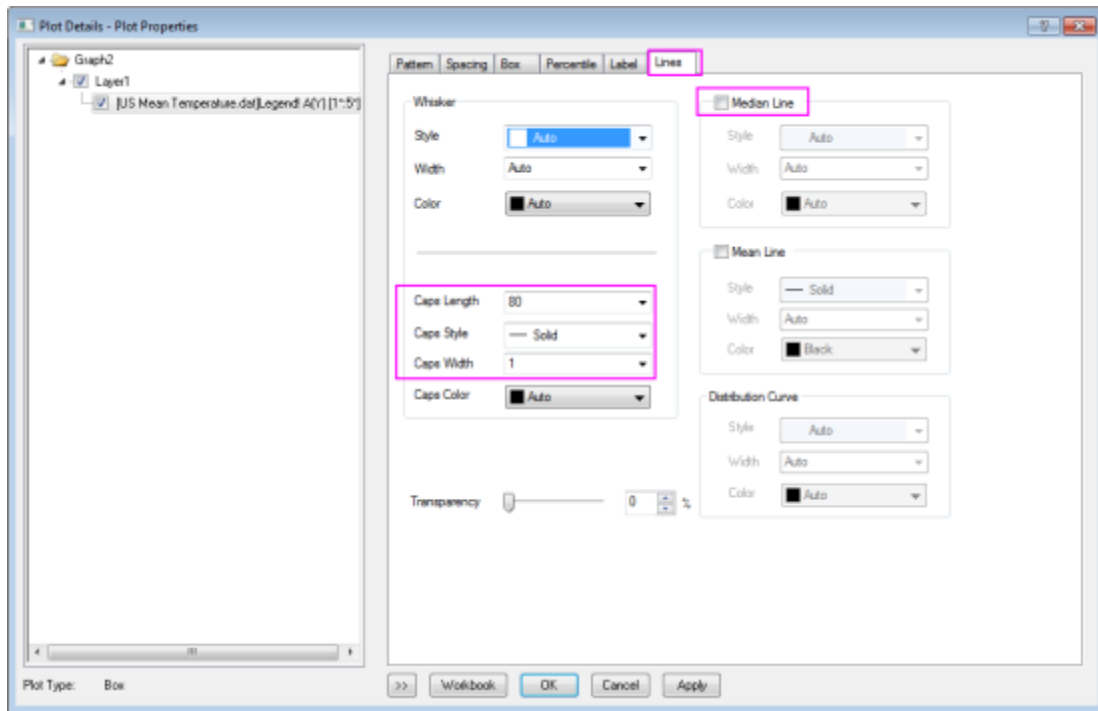 Plot Details - Plot Properties
Graph2
Layer1
[US Mean Temperature.dat]Legend! A(Y) [1*:5*]
Plot Type: Box
Pattern Spacing Box Percentile Label Lines
Whisker
Style Auto
Width Auto
Color Auto
Caps Length 80
Caps Style Solid
Caps Width 1
Caps Color Auto
Transparency 0 %
Median Line
Style Auto
Width Auto
Color Auto
Mean Line
Style Solid
Width Auto
Color Black
Distribution Curve
Style Auto
Width Auto
Color Auto
>> Workbook OK Cancel Apply